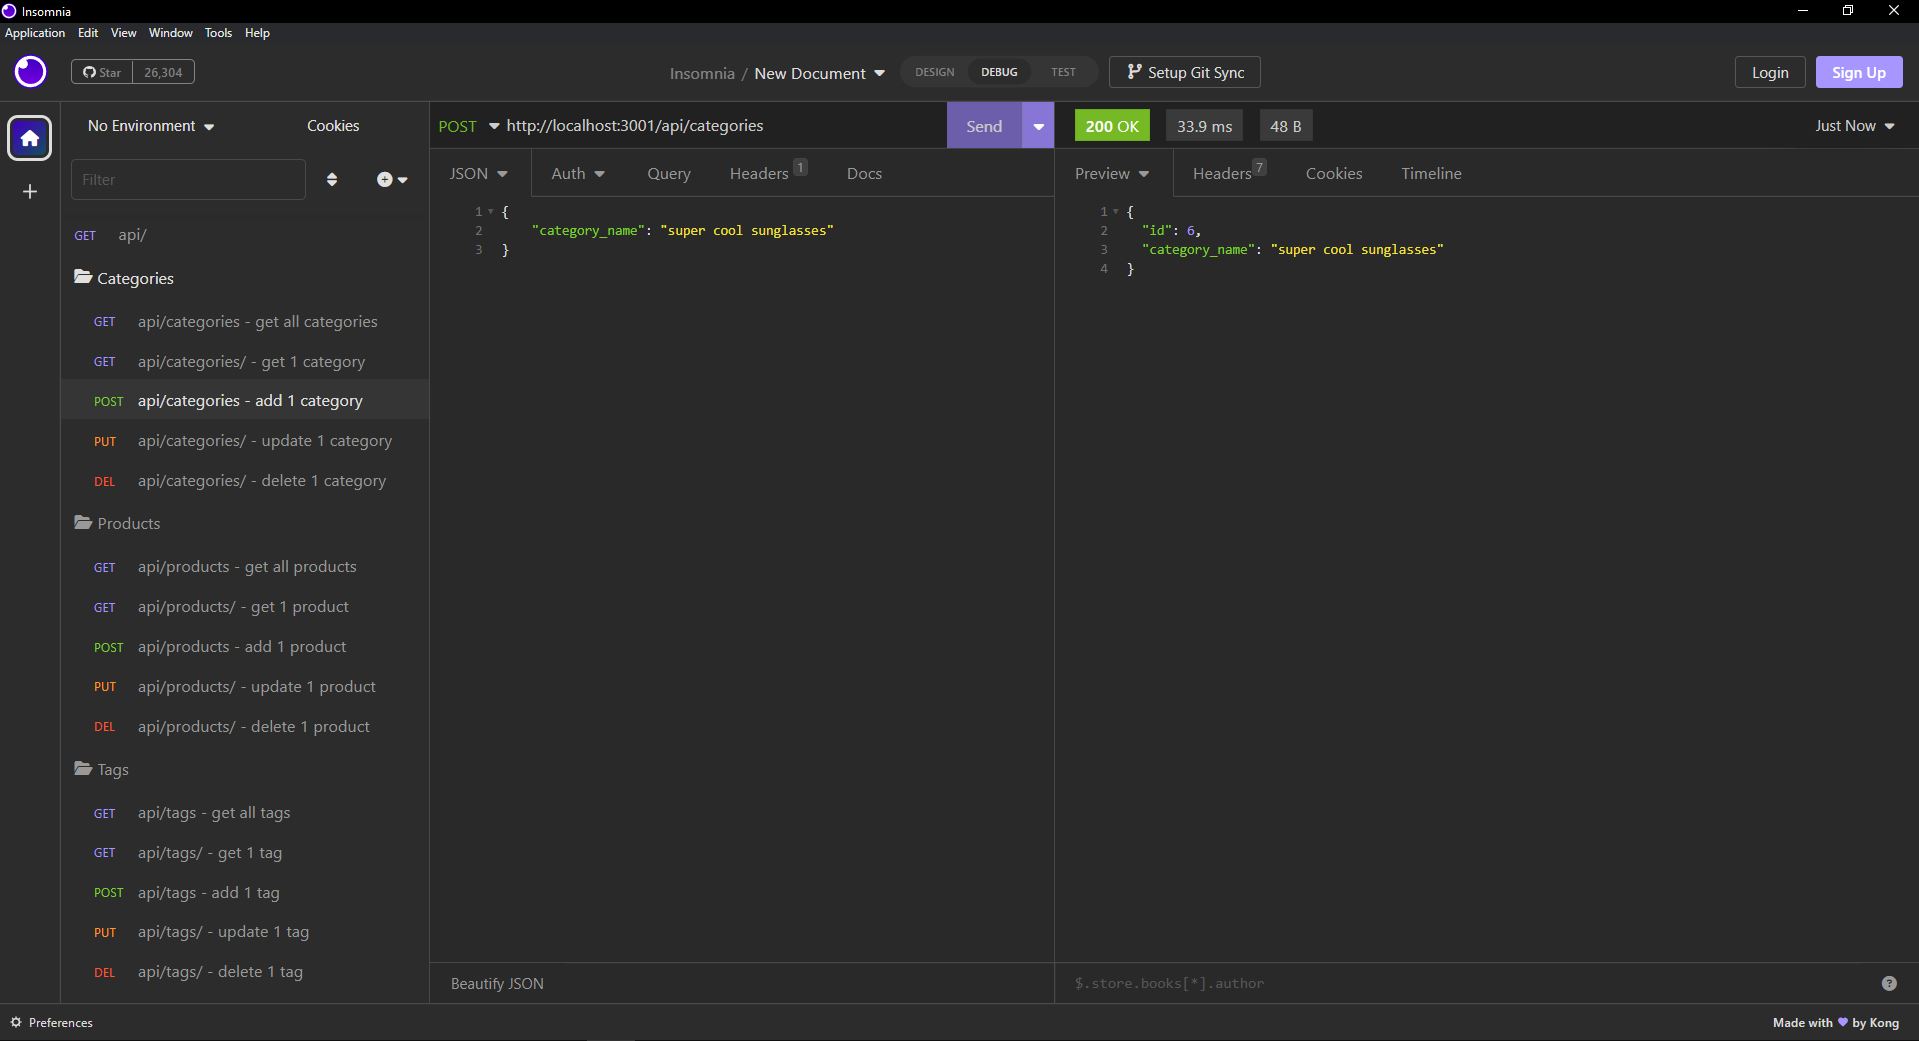 Insomnia
Application Edit View Window Tools Help
Star 26,304
Insomnia / New Document
DESIGN DEBUG TEST
Setup Git Sync
Login
Sign Up
No Environment
Cookies
Filter
GET api/
Categories
GET api/categories - get all categories
GET api/categories/ - get 1 category
POST api/categories - add 1 category
PUT api/categories/ - update 1 category
DEL api/categories/ - delete 1 category
Products
GET api/products - get all products
GET api/products/ - get 1 product
POST api/products - add 1 product
PUT api/products/ - update 1 product
DEL api/products/ - delete 1 product
Tags
GET api/tags - get all tags
GET api/tags/ - get 1 tag
POST api/tags - add 1 tag
PUT api/tags/ - update 1 tag
DEL api/tags/ - delete 1 tag
POST http://localhost:3001/api/categories
Send
JSON Auth Query Headers 1 Docs
1 {
2 "category_name": "super cool sunglasses"
3 }
Beautify JSON
200 OK 33.9 ms 48 B
Just Now
Preview Headers 7 Cookies Timeline
1 {
2 "id": 6,
3 "category_name": "super cool sunglasses"
4 }
$.store.books[*].author
?
Preferences
Made with ♥ by Kong